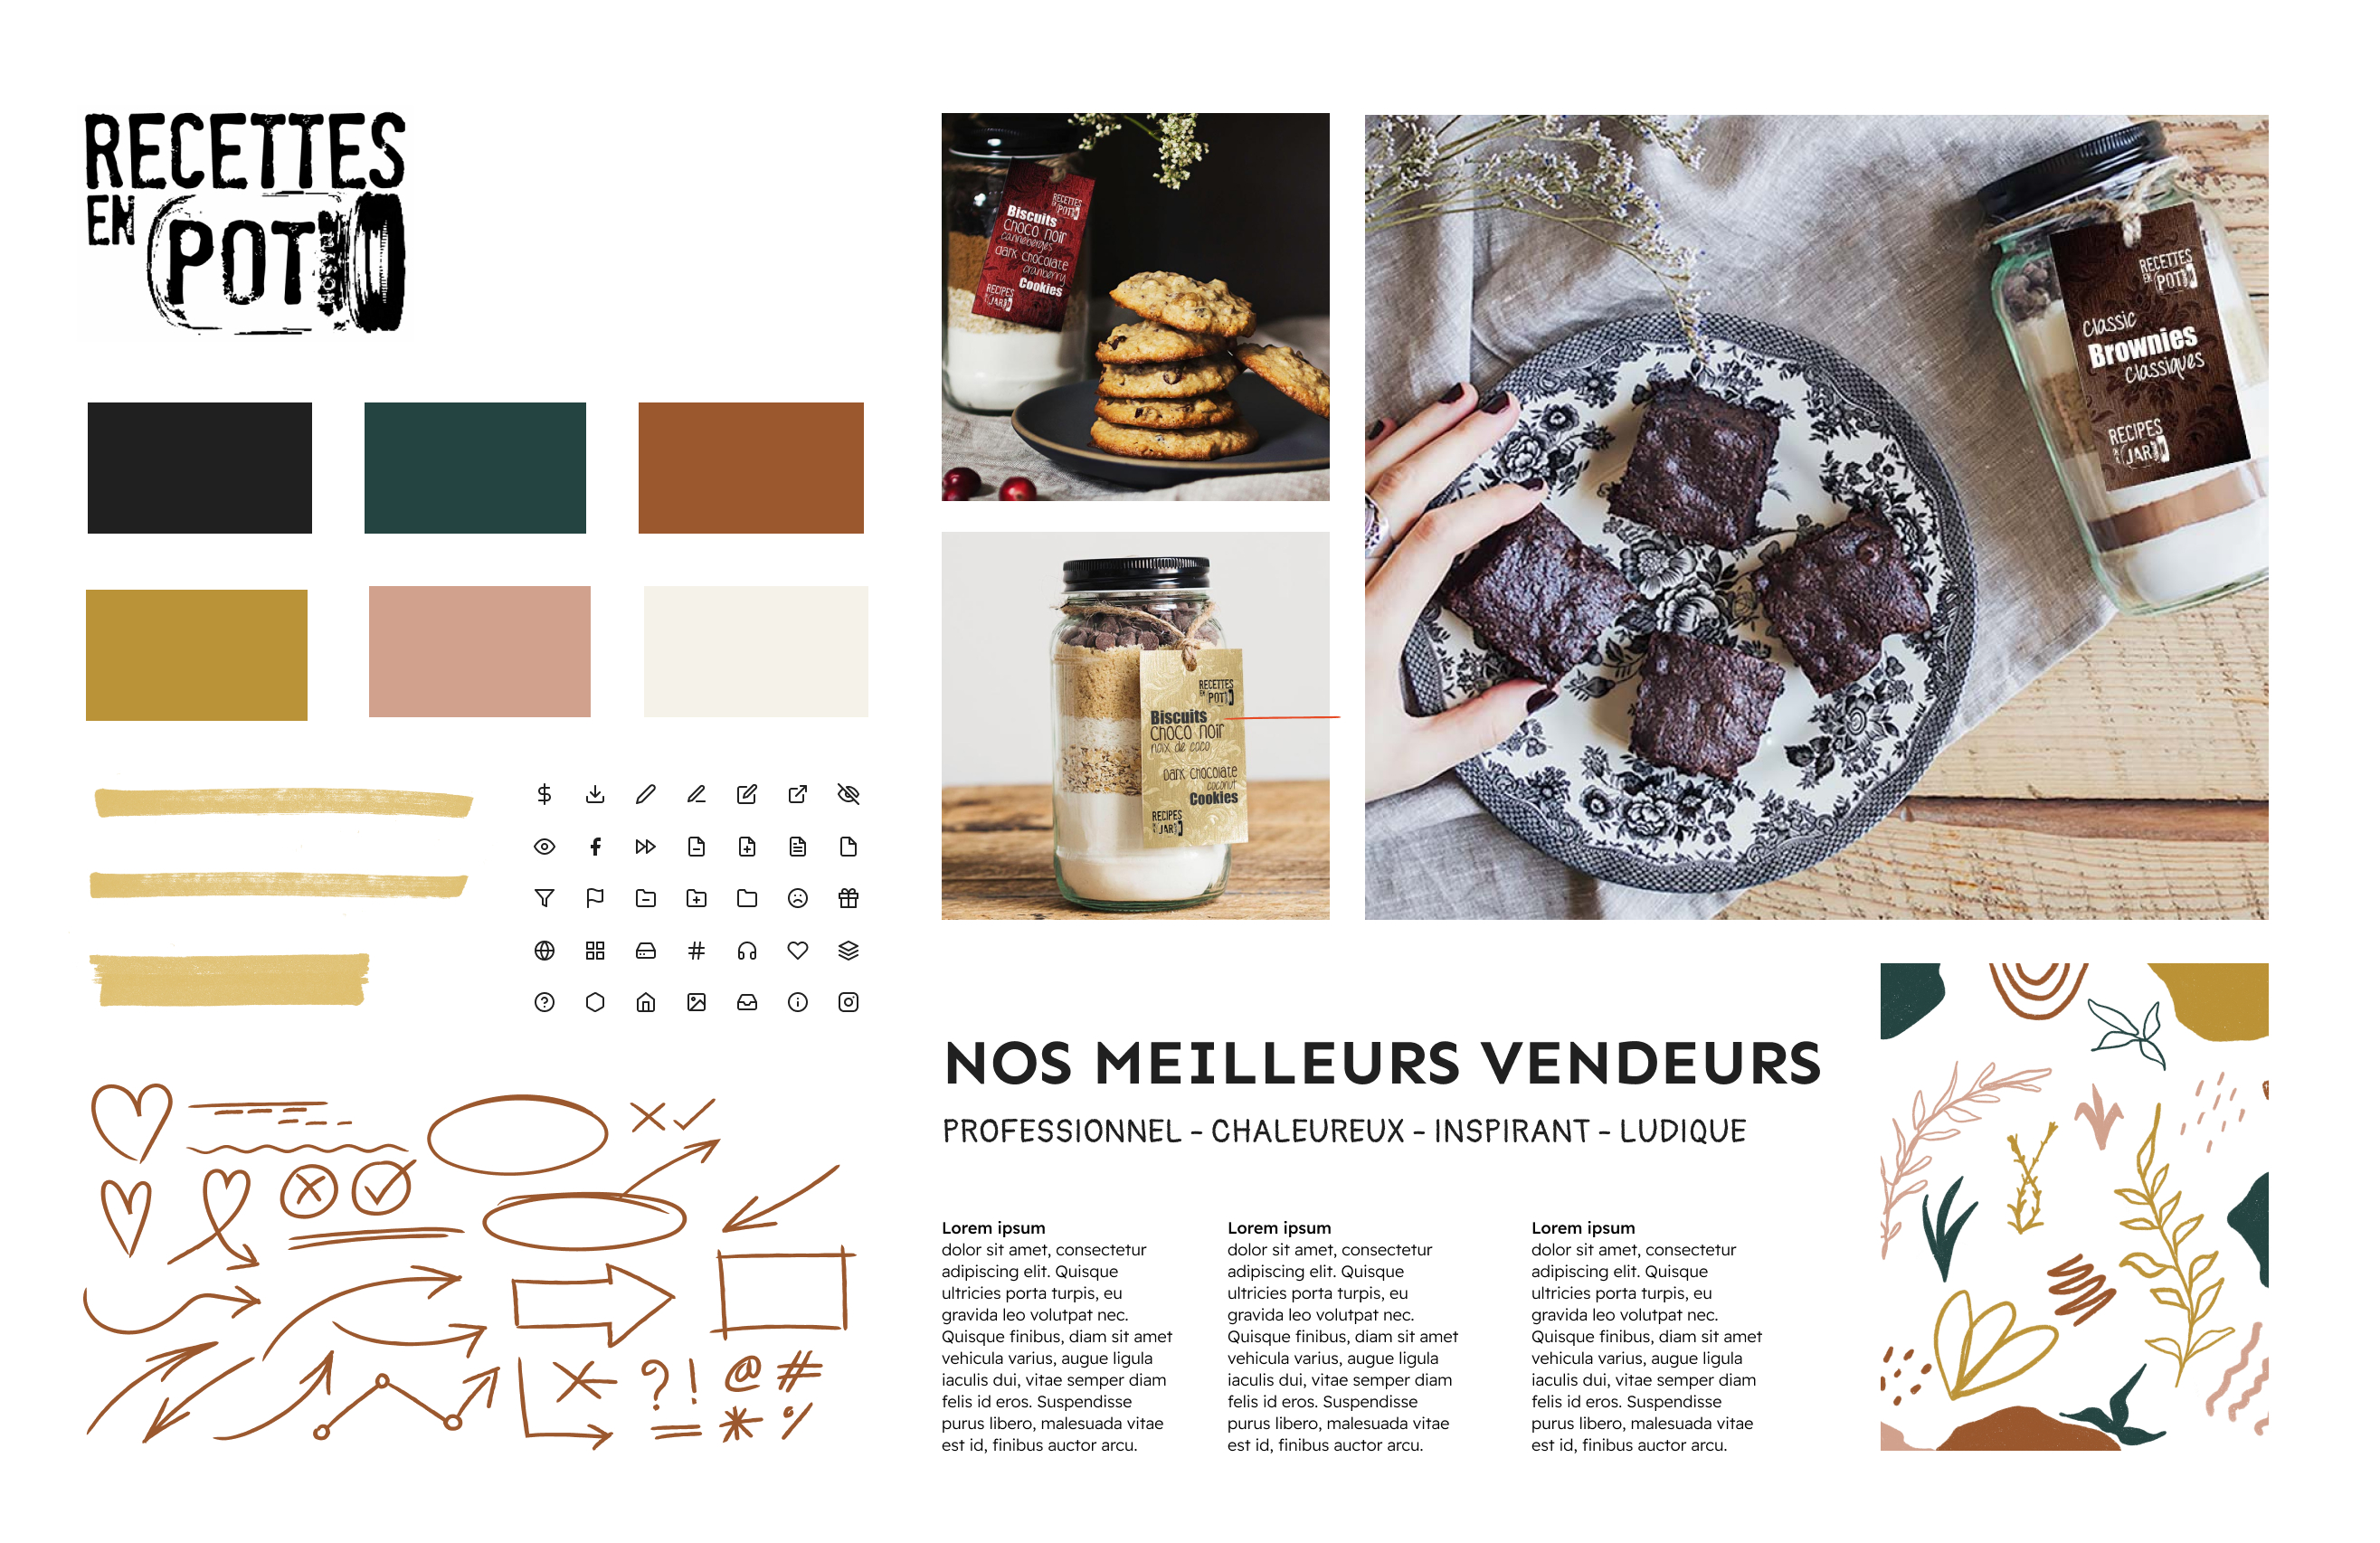 RECETTES
EN POT
MASON
RECETTES
EN POT
Biscuits
Choco noir
canneberges
dark chocolate
cranberry
Cookies
RECIPES
JAR
RECETTES
EN POT
Classic
Brownies
Classiques
RECIPES
JAR
RECETTES
EN POT
Biscuits
Choco noir
noix de coco
Dark chocolate
coconut
Cookies
RECIPES
JAR
? ! @ #
= * %
NOS MEILLEURS VENDEURS
PROFESSIONNEL - CHALEUREUX - INSPIRANT - LUDIQUE
Lorem ipsum
dolor sit amet, consectetur
adipiscing elit. Quisque
ultricies porta turpis, eu
gravida leo volutpat nec.
Quisque finibus, diam sit amet
vehicula varius, augue ligula
iaculis dui, vitae semper diam
felis id eros. Suspendisse
purus libero, malesuada vitae
est id, finibus auctor arcu.
Lorem ipsum
dolor sit amet, consectetur
adipiscing elit. Quisque
ultricies porta turpis, eu
gravida leo volutpat nec.
Quisque finibus, diam sit amet
vehicula varius, augue ligula
iaculis dui, vitae semper diam
felis id eros. Suspendisse
purus libero, malesuada vitae
est id, finibus auctor arcu.
Lorem ipsum
dolor sit amet, consectetur
adipiscing elit. Quisque
ultricies porta turpis, eu
gravida leo volutpat nec.
Quisque finibus, diam sit amet
vehicula varius, augue ligula
iaculis dui, vitae semper diam
felis id eros. Suspendisse
purus libero, malesuada vitae
est id, finibus auctor arcu.